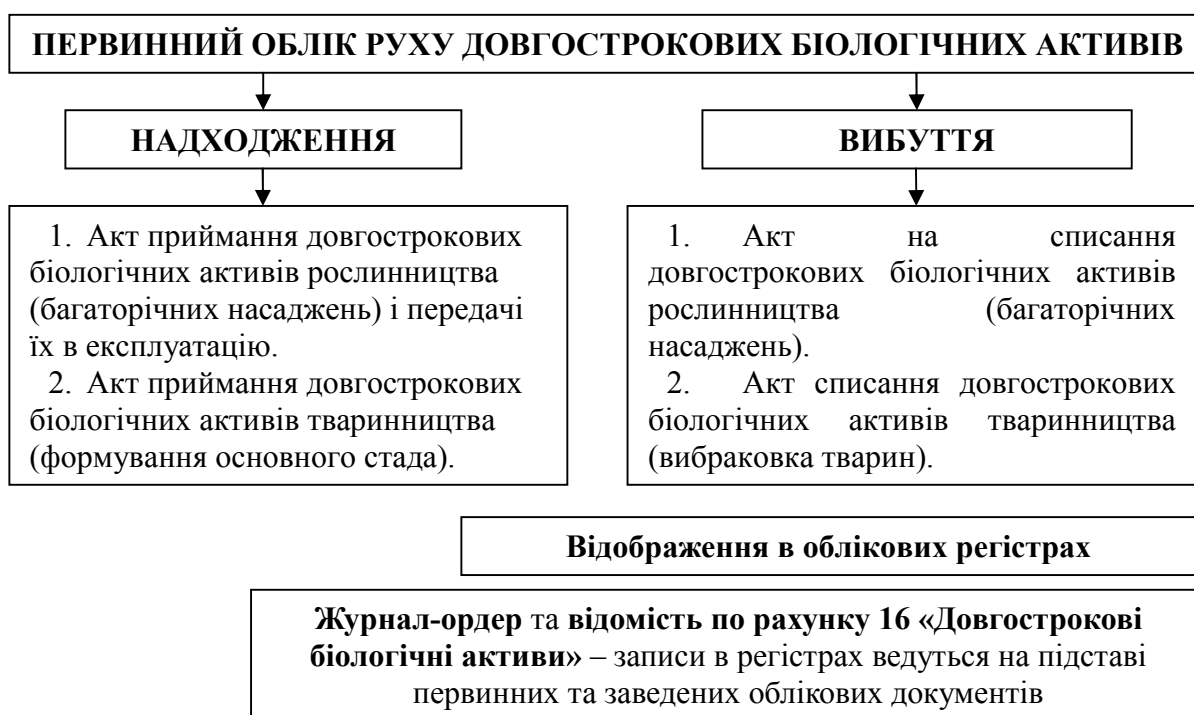 ПЕРВИННИЙ ОБЛІК РУХУ ДОВГОСТРОКОВИХ БІОЛОГІЧНИХ АКТИВІВ
НАДХОДЖЕННЯ
1. Акт приймання довгострокових
біологічних активів рослинництва
(багаторічних насаджень) і передачі
їх в експлуатацію.
2. Акт приймання довгострокових
біологічних активів тваринництва
(формування основного стада).
ВИБУТТЯ
1. Акт на списання
довгострокових біологічних активів
рослинництва (багаторічних
насаджень).
2. Акт списання довгострокових
біологічних активів тваринництва
(вибраковка тварин).
Відображення в облікових регістрах
Журнал-ордер та відомість по рахунку 16 «Довгострокові
біологічні активи» – записи в регістрах ведуться на підставі
первинних та заведених облікових документів